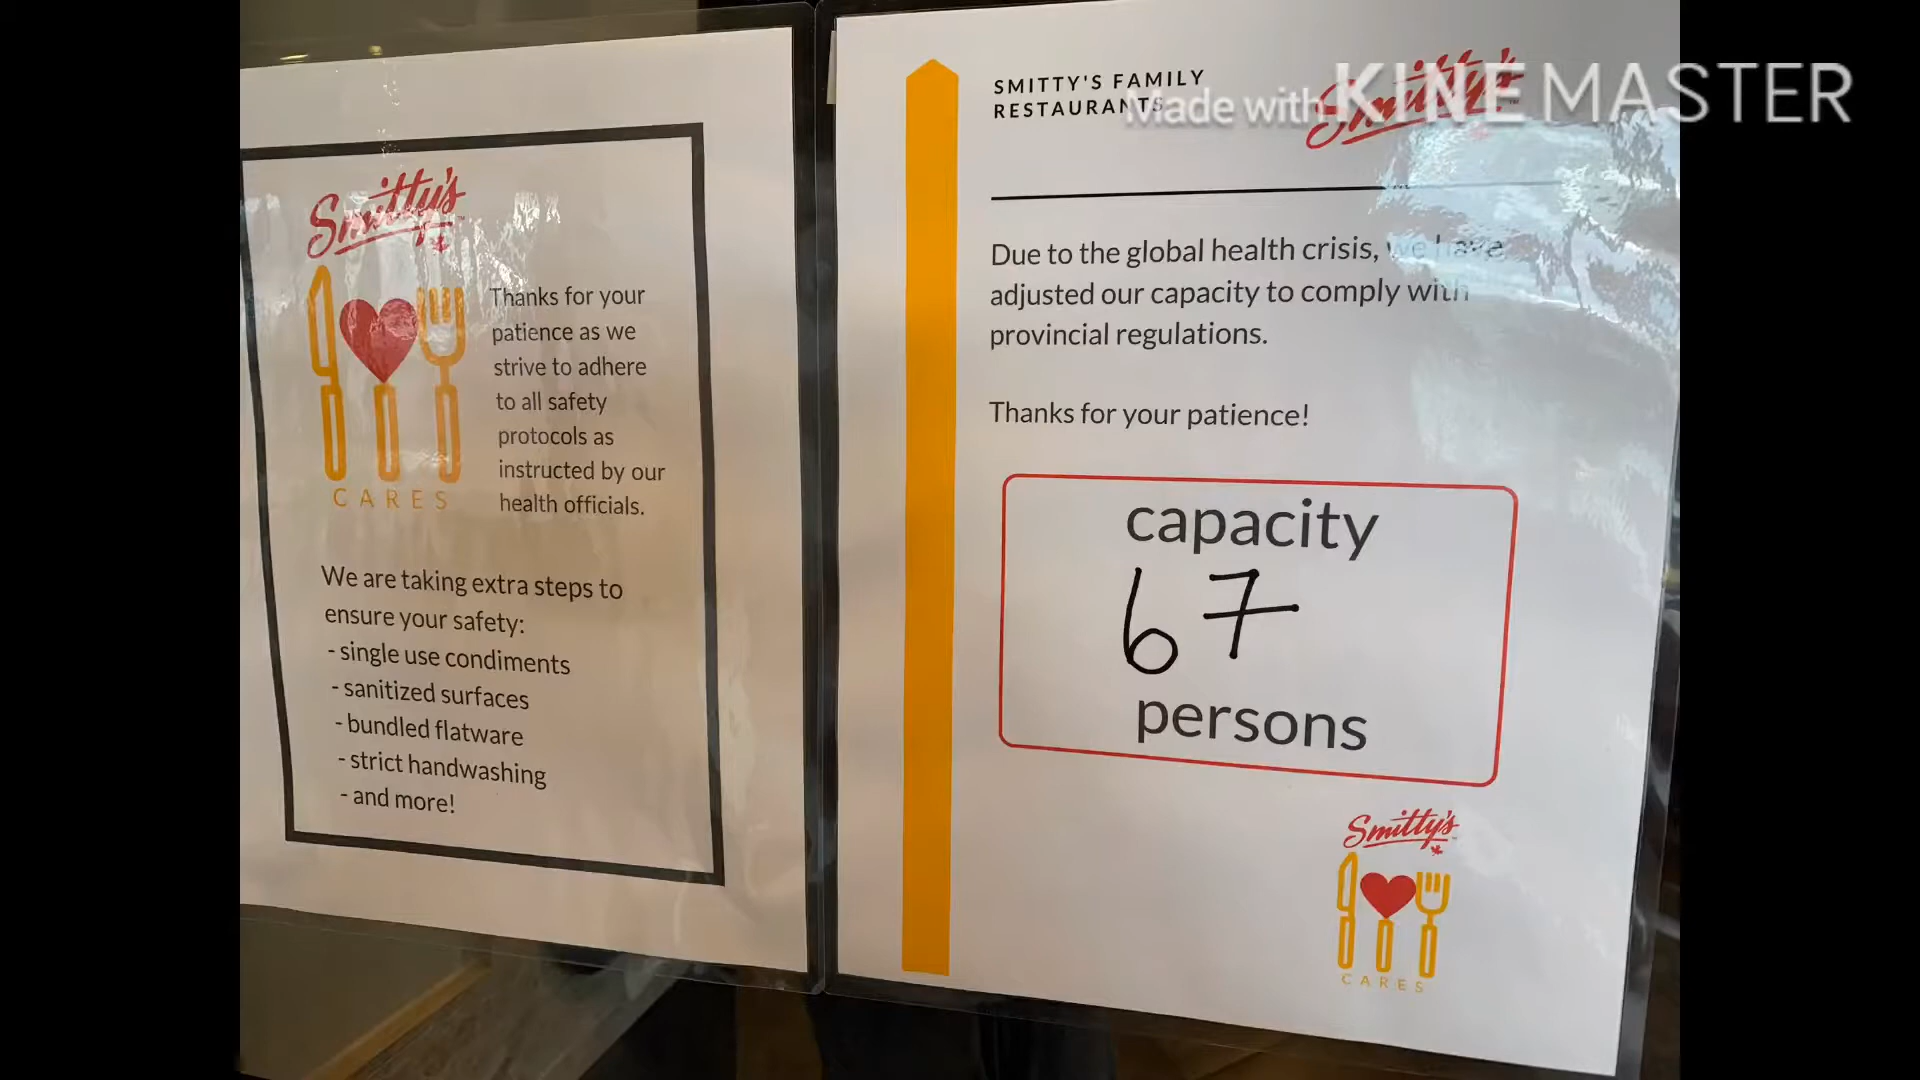 Smitty's
CARES
Thanks for your
patience as we
strive to adhere
to all safety
protocols as
instructed by our
health officials.
We are taking extra steps to
ensure your safety:
- single use condiments
- sanitized surfaces
- bundled flatware
- strict handwashing
- and more!
SMITTY'S FAMILY
RESTAURANTS
Smitty's
Made with KINEMASTER
Due to the global health crisis, we have
adjusted our capacity to comply with
provincial regulations.
Thanks for your patience!
capacity
67
persons
Smitty's
CARES